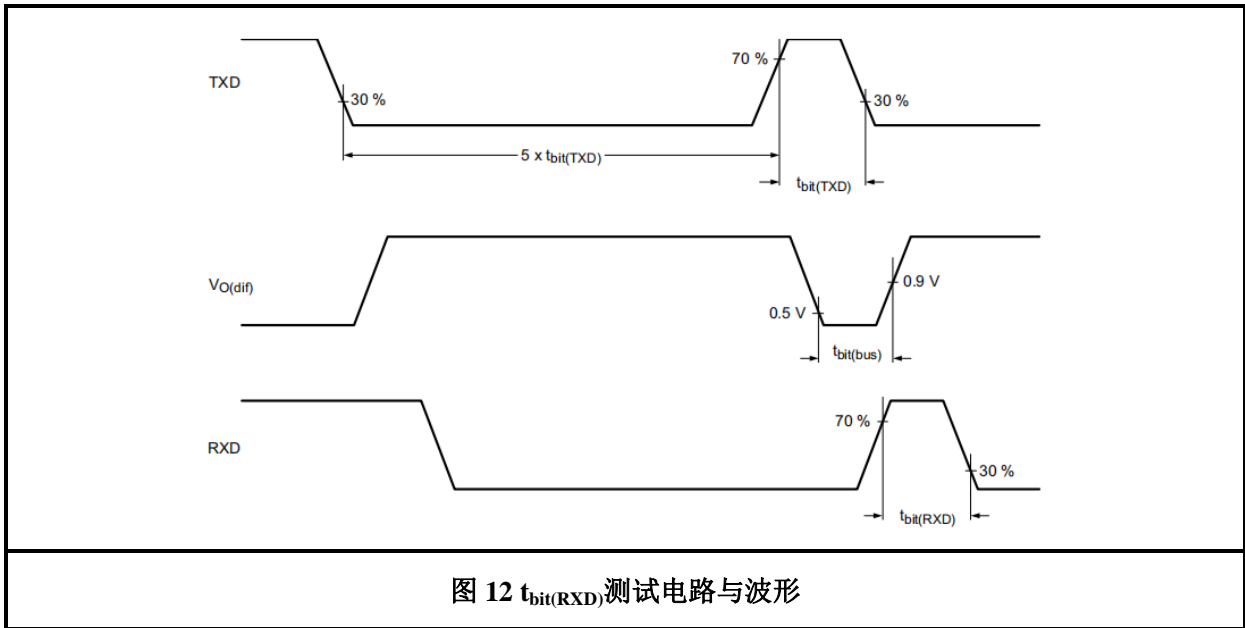 TXD
70 %
30 %
30 %
5 x tbit(TXD)
tbit(TXD)
VO(dif)
0.9 V
0.5 V
tbit(bus)
RXD
70 %
30 %
tbit(RXD)
图 12 tbit(RXD)测试电路与波形